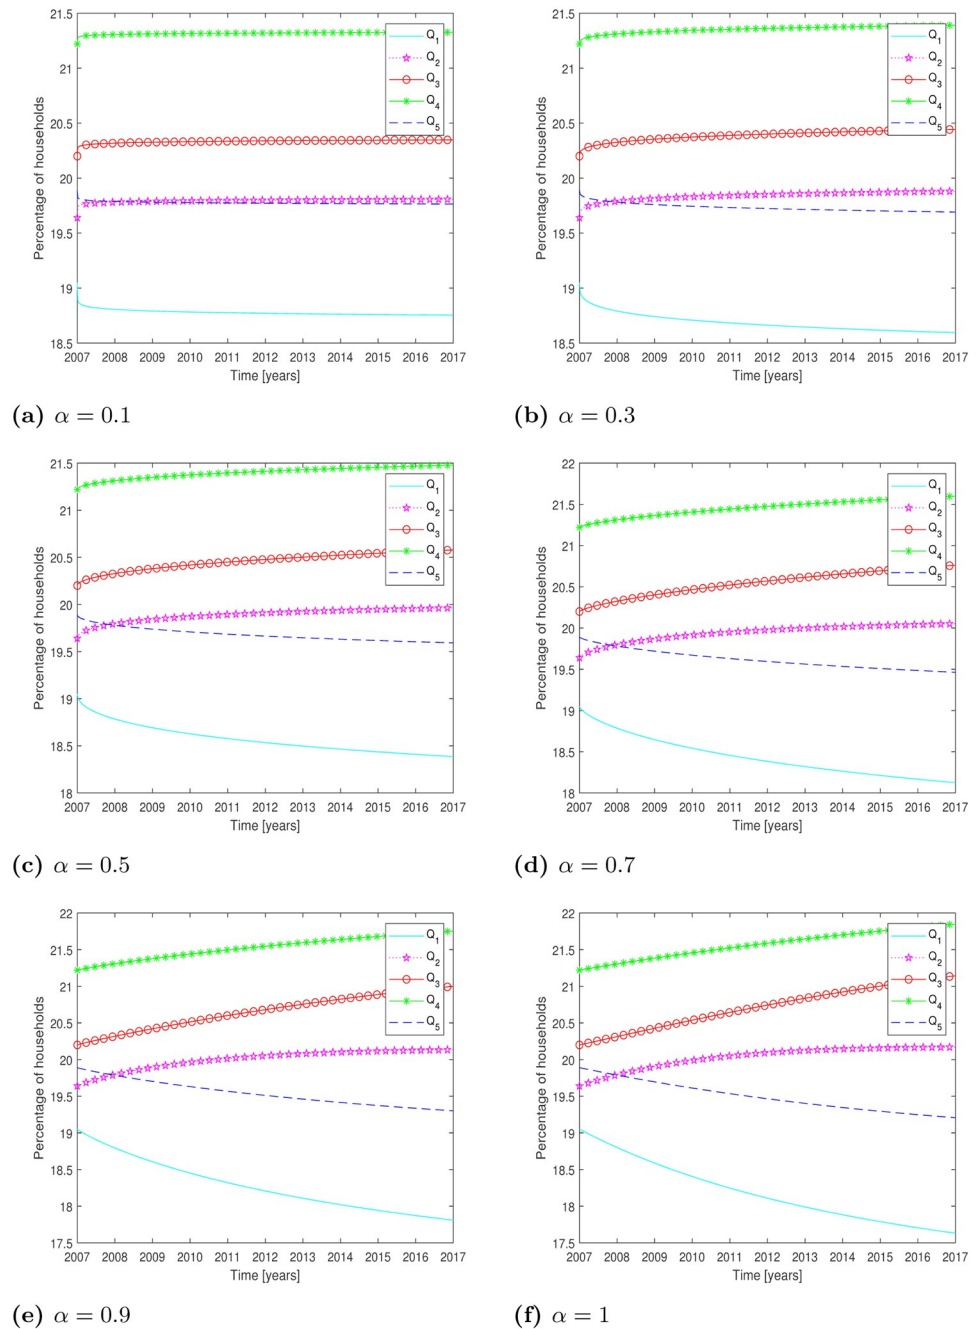 21.5
21
20.5
20
19.5
19
18.5
Percentage of households
Q1
Q2
Q3
Q4
Q5
2007 2008 2009 2010 2011 2012 2013 2014 2015 2016 2017
Time [years]
(a) α = 0.1
21.5
21
20.5
20
19.5
19
18.5
Percentage of households
Q1
Q2
Q3
Q4
Q5
2007 2008 2009 2010 2011 2012 2013 2014 2015 2016 2017
Time [years]
(b) α = 0.3
21.5
21
20.5
20
19.5
19
18.5
18
Percentage of households
Q1
Q2
Q3
Q4
Q5
2007 2008 2009 2010 2011 2012 2013 2014 2015 2016 2017
Time [years]
(c) α = 0.5
22
21.5
21
20.5
20
19.5
19
18.5
18
Percentage of households
Q1
Q2
Q3
Q4
Q5
2007 2008 2009 2010 2011 2012 2013 2014 2015 2016 2017
Time [years]
(d) α = 0.7
22
21.5
21
20.5
20
19.5
19
18.5
18
17.5
Percentage of households
Q1
Q2
Q3
Q4
Q5
2007 2008 2009 2010 2011 2012 2013 2014 2015 2016 2017
Time [years]
(e) α = 0.9
22
21.5
21
20.5
20
19.5
19
18.5
18
17.5
Percentage of households
Q1
Q2
Q3
Q4
Q5
2007 2008 2009 2010 2011 2012 2013 2014 2015 2016 2017
Time [years]
(f) α = 1